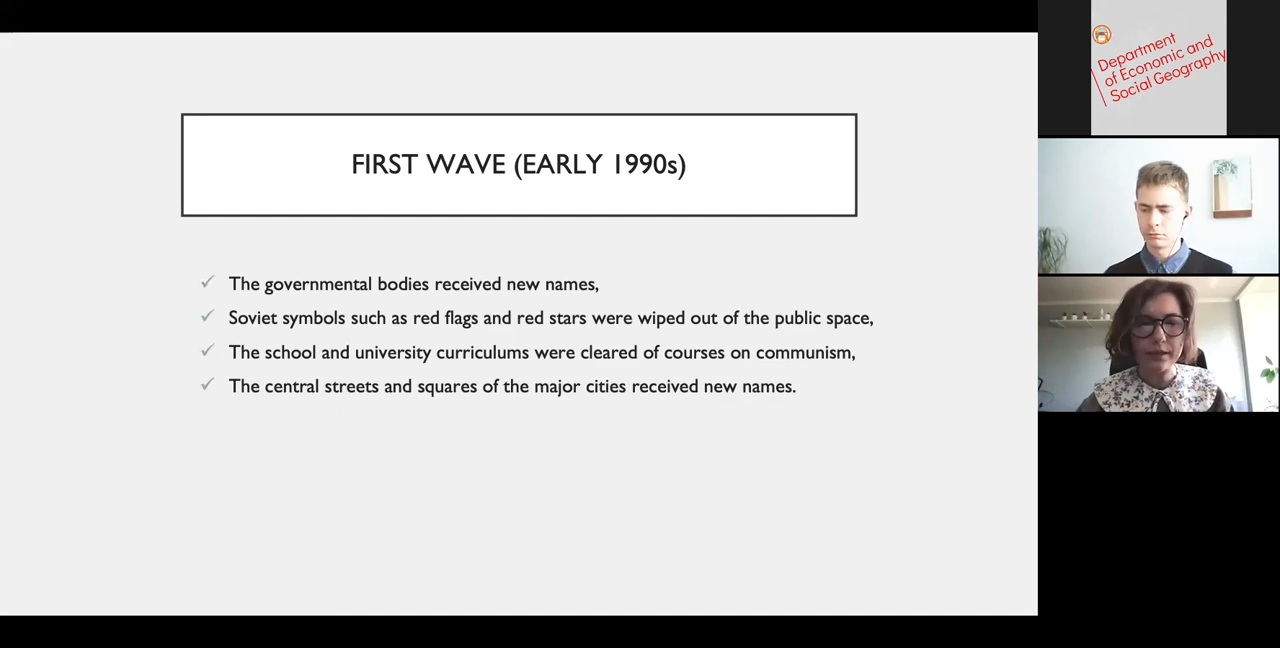 FIRST WAVE (EARLY 1990s)
The governmental bodies received new names,
Soviet symbols such as red flags and red stars were wiped out of the public space,
The school and university curriculums were cleared of courses on communism,
The central streets and squares of the major cities received new names.
Department
of Economic and
Social Geography